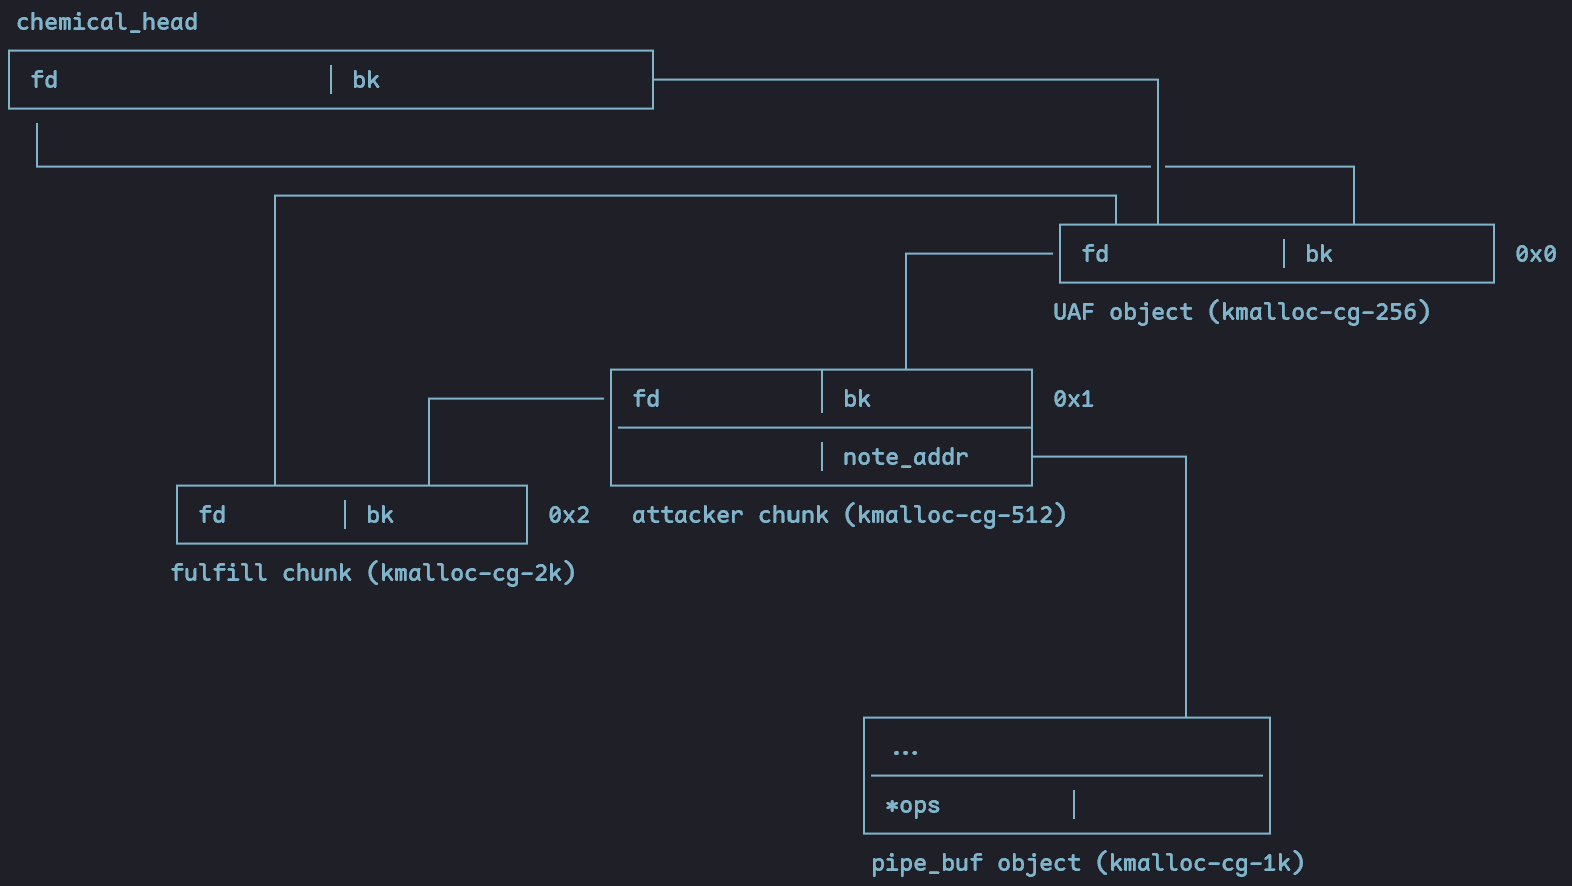 chemical_head
fd | bk
fd | bk 0x0
UAF object (kmalloc-cg-256)
fd | bk 0x1
| note_addr
fd | bk 0x2 attacker chunk (kmalloc-cg-512)
fulfill chunk (kmalloc-cg-2k)
...
*ops |
pipe_buf object (kmalloc-cg-1k)